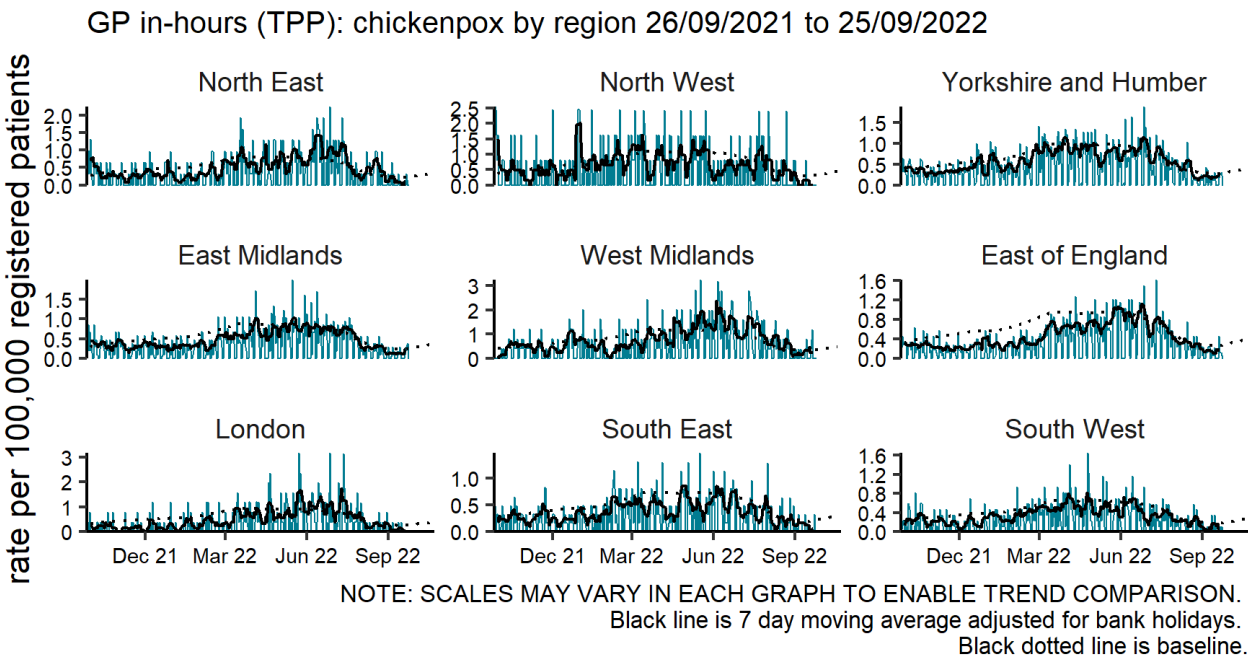 GP in-hours (TPP): chickenpox by region 26/09/2021 to 25/09/2022
rate per 100,000 registered patients
North East
2.0
1.5
1.0
0.5
0.0
North West
2.5
2.0
1.5
1.0
0.5
0.0
Yorkshire and Humber
1.5
1.0
0.5
0.0
East Midlands
1.5
1.0
0.5
0.0
West Midlands
3
2
1
0
East of England
1.6
1.2
0.8
0.4
0.0
London
3
2
1
0
South East
1.0
0.5
0.0
South West
1.6
1.2
0.8
0.4
0.0
Dec 21 Mar 22 Jun 22 Sep 22
Dec 21 Mar 22 Jun 22 Sep 22
Dec 21 Mar 22 Jun 22 Sep 22
NOTE: SCALES MAY VARY IN EACH GRAPH TO ENABLE TREND COMPARISON.
Black line is 7 day moving average adjusted for bank holidays.
Black dotted line is baseline.